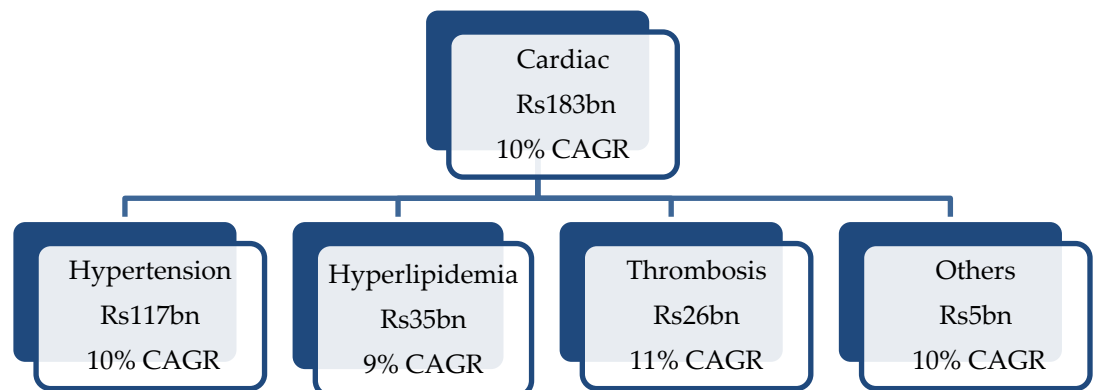 Cardiac
Rs183bn
10% CAGR
Hypertension
Rs117bn
10% CAGR
Hyperlipidemia
Rs35bn
9% CAGR
Thrombosis
Rs26bn
11% CAGR
Others
Rs5bn
10% CAGR